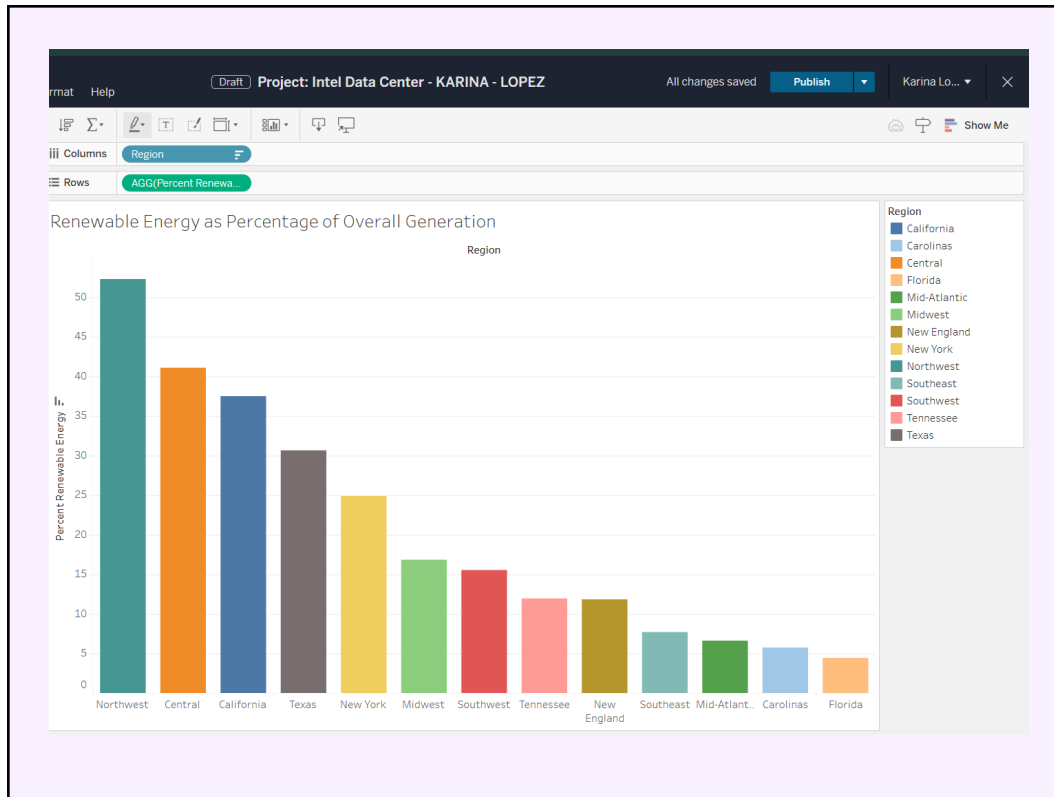 Draft Project: Intel Data Center - KARINA - LOPEZ
All changes saved
Publish
Karina Lo...
rmat Help
Show Me
Columns
Region
Rows
AGG(Percent Renewa...
Renewable Energy as Percentage of Overall Generation
Region
Percent Renewable Energy
50
45
40
35
30
25
20
15
10
5
0
Northwest
Central
California
Texas
New York
Midwest
Southwest
Tennessee
New
England
Southeast
Mid-Atlant..
Carolinas
Florida
Region
California
Carolinas
Central
Florida
Mid-Atlantic
Midwest
New England
New York
Northwest
Southeast
Southwest
Tennessee
Texas